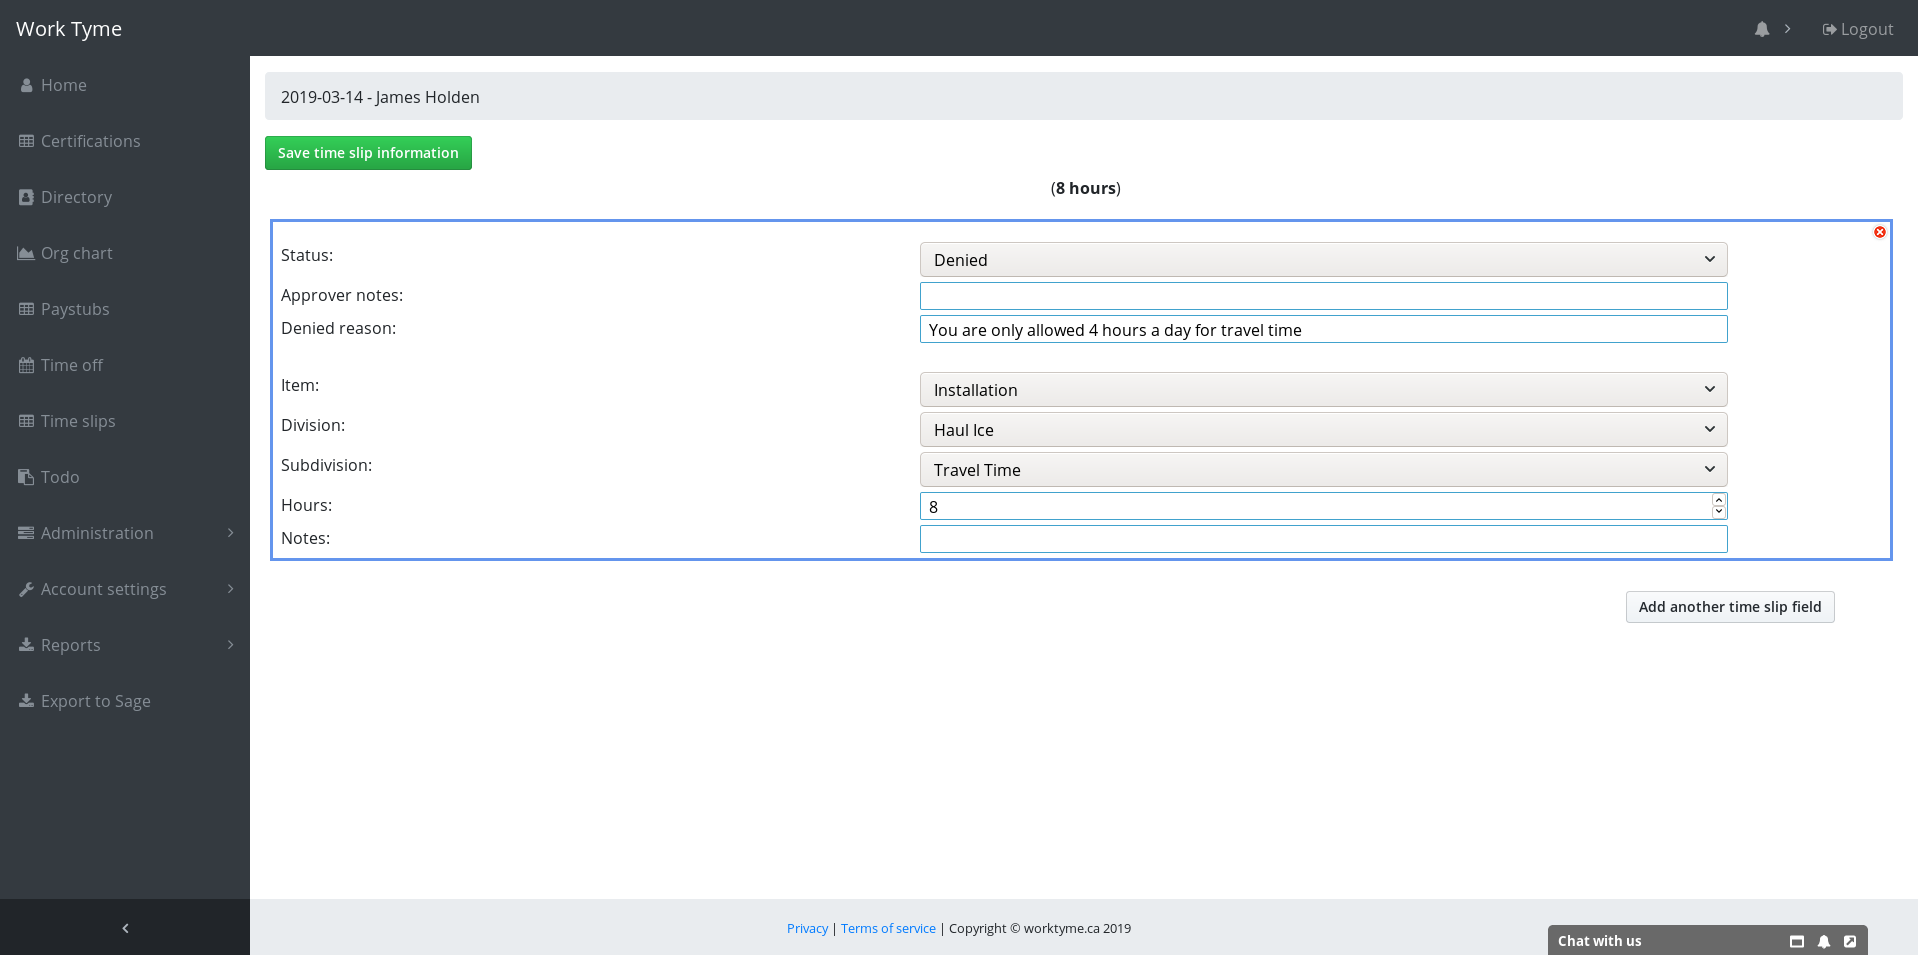 Work Tyme
Logout
Home
Certifications
Directory
Org chart
Paystubs
Time off
Time slips
Todo
Administration
Account settings
Reports
Export to Sage
2019-03-14 - James Holden
Save time slip information
(8 hours)
Status: Denied
Approver notes:
Denied reason: You are only allowed 4 hours a day for travel time
Item: Installation
Division: Haul Ice
Subdivision: Travel Time
Hours: 8
Notes:
Add another time slip field
Privacy | Terms of service | Copyright © worktyme.ca 2019
Chat with us